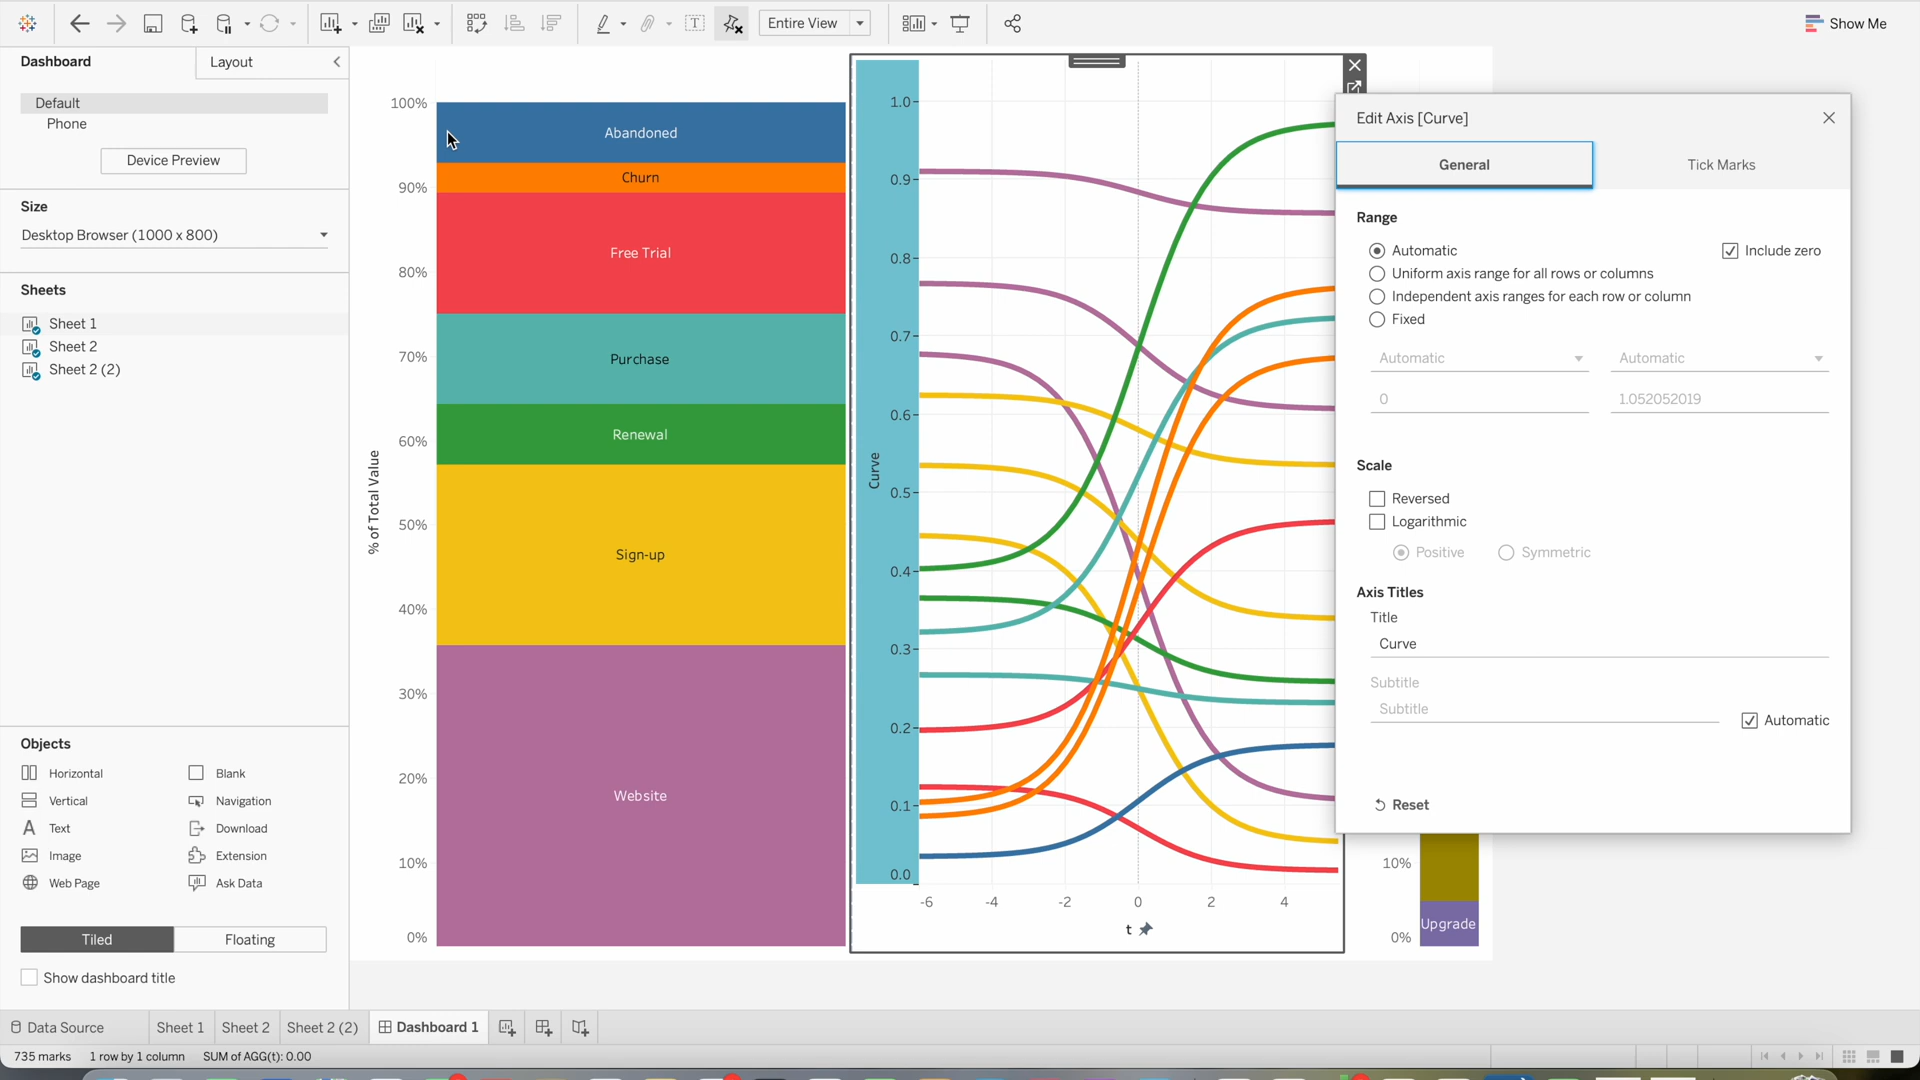 Entire View
Show Me
Dashboard
Layout
Default
Phone
Device Preview
Size
Desktop Browser (1000 x 800)
Sheets
Sheet 1
Sheet 2
Sheet 2 (2)
Objects
Horizontal
Blank
Vertical
Navigation
A Text
Download
Image
Extension
Web Page
Ask Data
Tiled
Floating
Show dashboard title
% of Total Value
100%
90%
80%
70%
60%
50%
40%
30%
20%
10%
0%
Abandoned
Churn
Free Trial
Purchase
Renewal
Sign-up
Website
Curve
1.0
0.9
0.8
0.7
0.6
0.5
0.4
0.3
0.2
0.1
0.0
-6 -4 -2 0 2 4
t
Edit Axis [Curve]
General
Tick Marks
Range
Automatic
Include zero
Uniform axis range for all rows or columns
Independent axis ranges for each row or column
Fixed
Automatic
Automatic
0
1.052052019
Scale
Reversed
Logarithmic
Positive
Symmetric
Axis Titles
Title
Curve
Subtitle
Subtitle
Automatic
Reset
10%
0%
Upgrade
Data Source
Sheet 1
Sheet 2
Sheet 2 (2)
Dashboard 1
735 marks
1 row by 1 column
SUM of AGG(t): 0.00